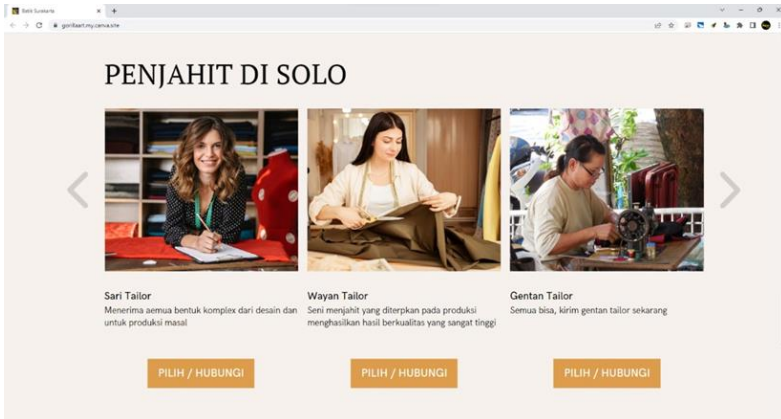 Batik Surakarta
gorillaart.my.canva.site
PENJAHIT DI SOLO
Sari Tailor
Menerima aemua bentuk komplex dari desain dan
untuk produksi masal
Wayan Tailor
Seni menjahit yang diterpkan pada produksi
menghasilkan hasil berkualitas yang sangat tinggi
Gentan Tailor
Semua bisa, kirim gentan tailor sekarang
PILIH / HUBUNGI
PILIH / HUBUNGI
PILIH / HUBUNGI